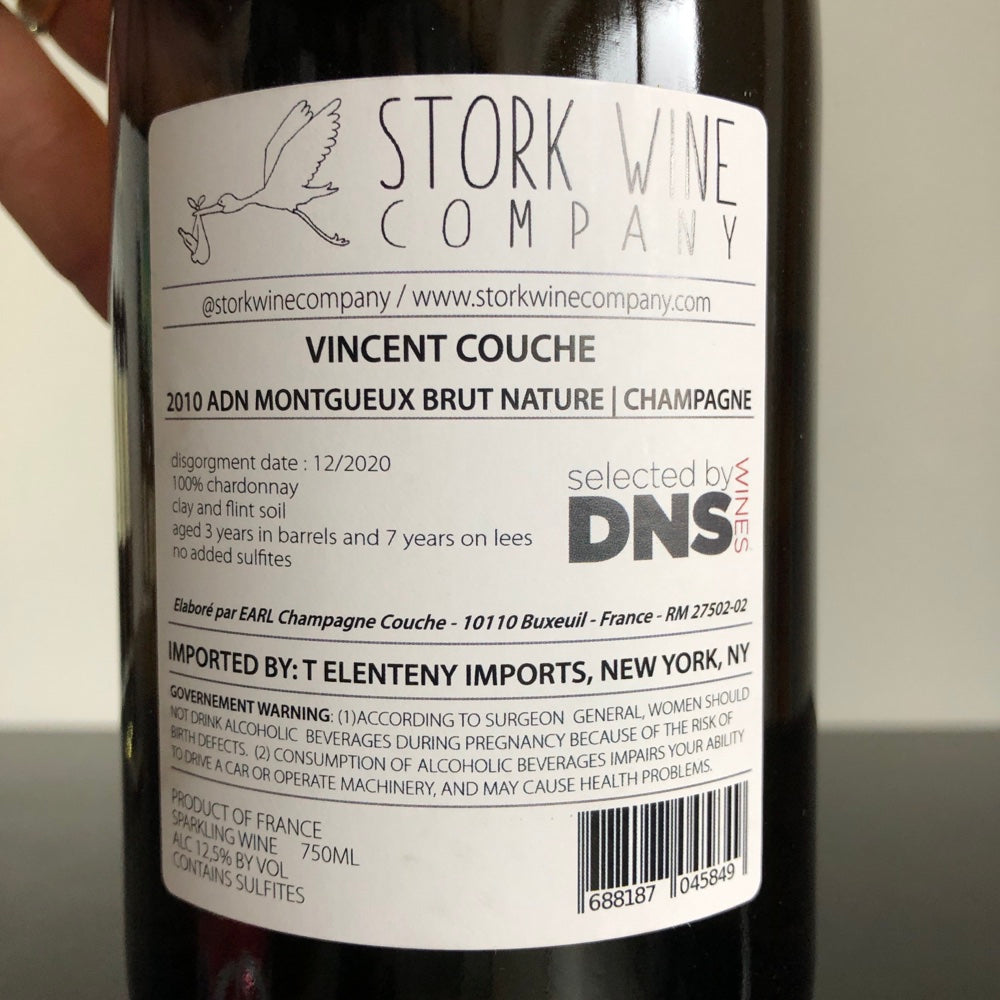 STORK WINE
COMPANY
@storkwinecompany / www.storkwinecompany.com
VINCENT COUCHE
2010 ADN MONTGUEUX BRUT NATURE | CHAMPAGNE
disgorgment date : 12/2020
100% chardonnay
clay and flint soil
aged 3 years in barrels and 7 years on lees
no added sulfites
selected by
DNS
WINES
Elaboré par EARL Champagne Couche - 10110 Buxeuil - France - RM 27502-02
IMPORTED BY: T ELENTENY IMPORTS, NEW YORK, NY
GOVERNEMENT WARNING: (1)ACCORDING TO SURGEON GENERAL, WOMEN SHOULD
NOT DRINK ALCOHOLIC BEVERAGES DURING PREGNANCY BECAUSE OF THE RISK OF
BIRTH DEFECTS. (2) CONSUMPTION OF ALCOHOLIC BEVERAGES IMPAIRS YOUR ABILITY
TO DRIVE A CAR OR OPERATE MACHINERY, AND MAY CAUSE HEALTH PROBLEMS.
PRODUCT OF FRANCE
SPARKLING WINE 750ML
ALC 12,5% BY VOL
CONTAINS SULFITES
688187 045849